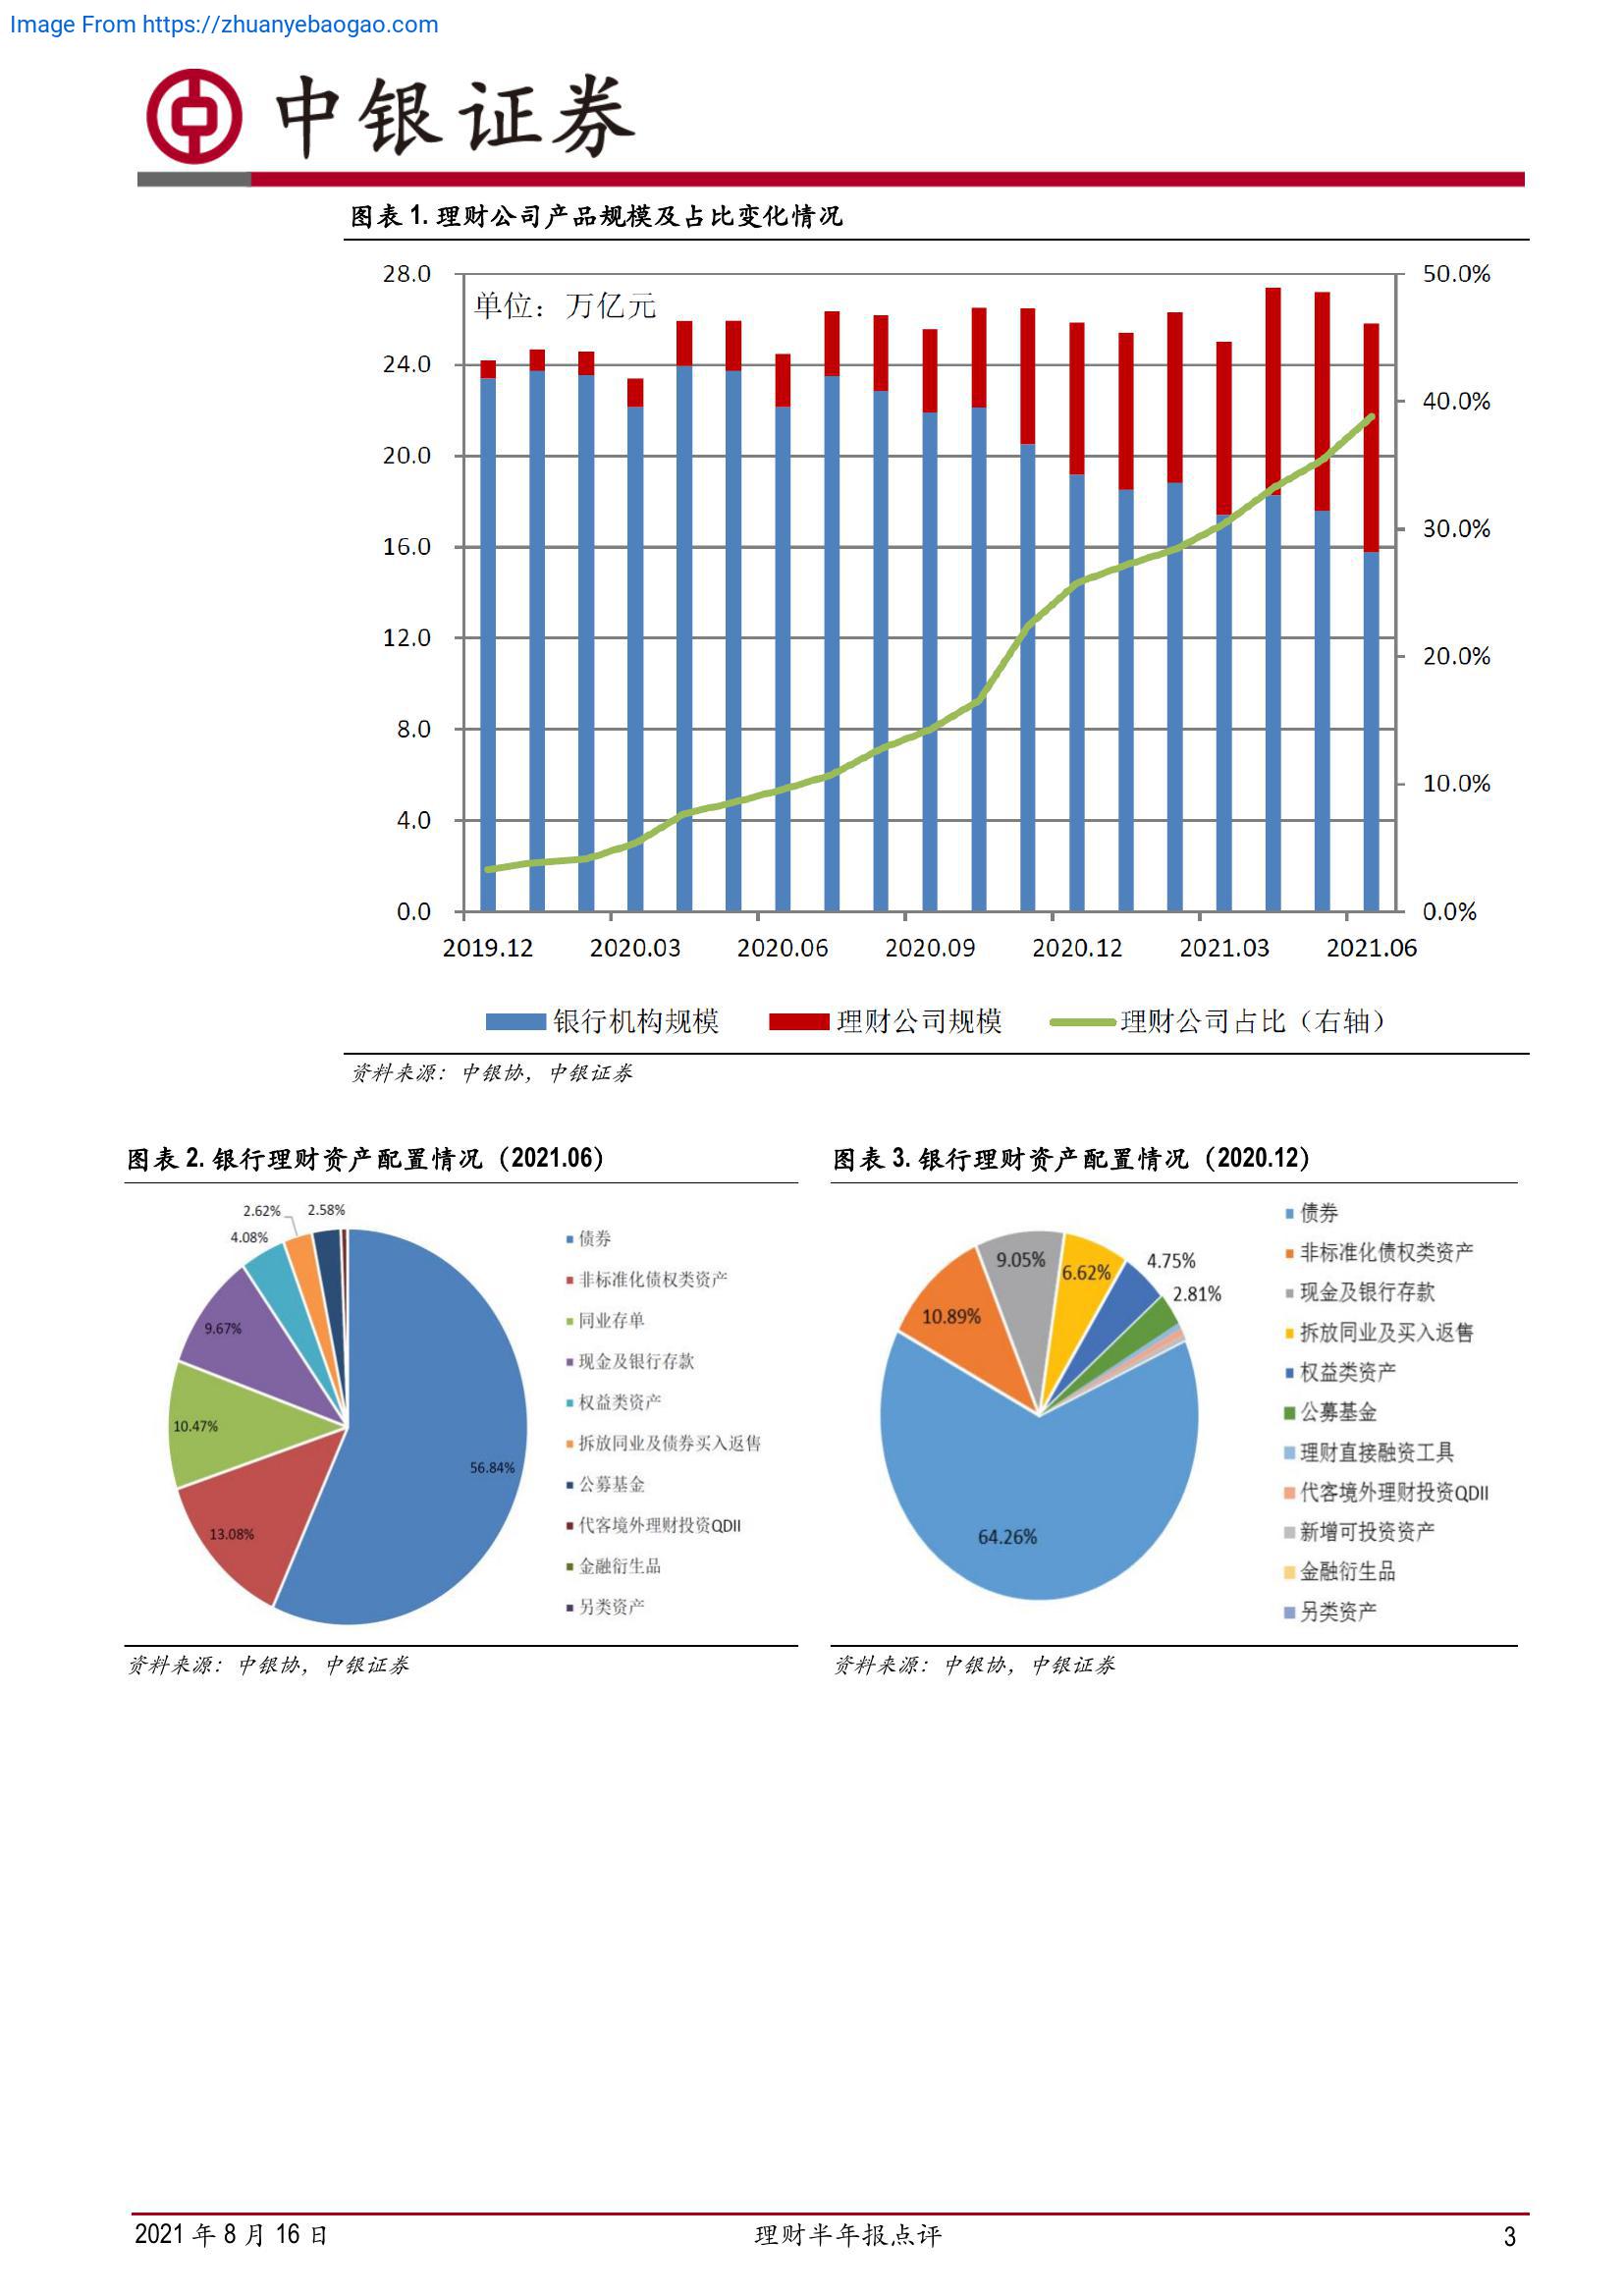 Image From https://zhuanyebaogao.com
中银证券
图表 1. 理财公司产品规模及占比变化情况
单位：万亿元
28.0
24.0
20.0
16.0
12.0
8.0
4.0
0.0
50.0%
40.0%
30.0%
20.0%
10.0%
0.0%
2019.12 2020.03 2020.06 2020.09 2020.12 2021.03 2021.06
银行机构规模 理财公司规模 理财公司占比（右轴）
资料来源：中银协，中银证券
图表 2. 银行理财资产配置情况（2021.06）
2.62% 2.58%
4.08%
9.67%
10.47%
56.84%
13.08%
债券
非标准化债权类资产
同业存单
现金及银行存款
权益类资产
拆放同业及债券买入返售
公募基金
代客境外理财投资QDII
金融衍生品
另类资产
资料来源：中银协，中银证券
图表 3. 银行理财资产配置情况（2020.12）
9.05%
6.62%
4.75%
2.81%
10.89%
64.26%
债券
非标准化债权类资产
现金及银行存款
拆放同业及买入返售
权益类资产
公募基金
理财直接融资工具
代客境外理财投资QDII
新增可投资资产
金融衍生品
另类资产
资料来源：中银协，中银证券
2021 年 8 月 16 日 理财半年报点评 3